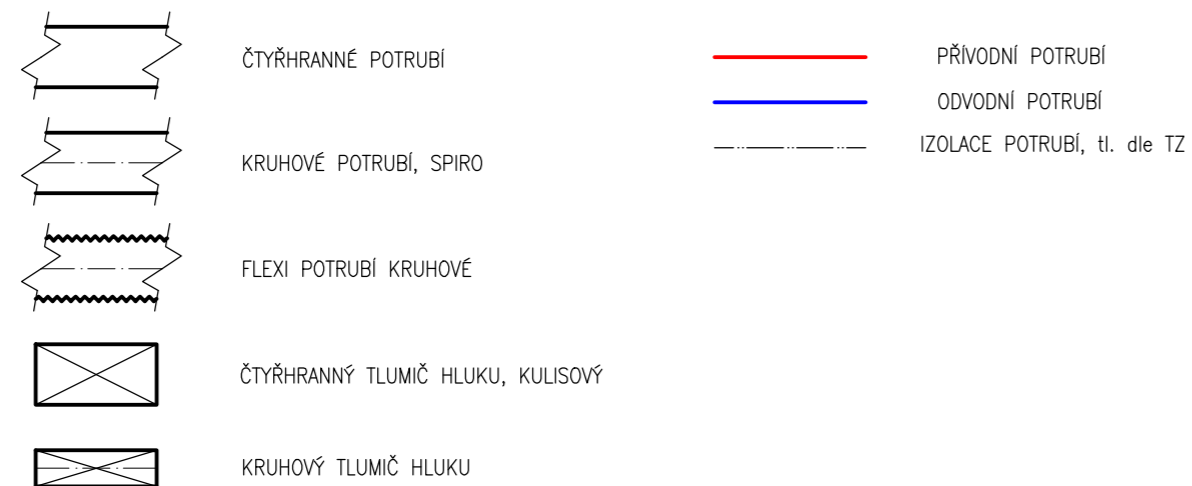 ČTYŘHRANNÉ POTRUBÍ
KRUHOVÉ POTRUBÍ, SPIRO
FLEXI POTRUBÍ KRUHOVÉ
ČTYŘHRANNÝ TLUMIČ HLUKU, KULISOVÝ
KRUHOVÝ TLUMIČ HLUKU
PŘÍVODNÍ POTRUBÍ
ODVODNÍ POTRUBÍ
IZOLACE POTRUBÍ, tl. dle TZ